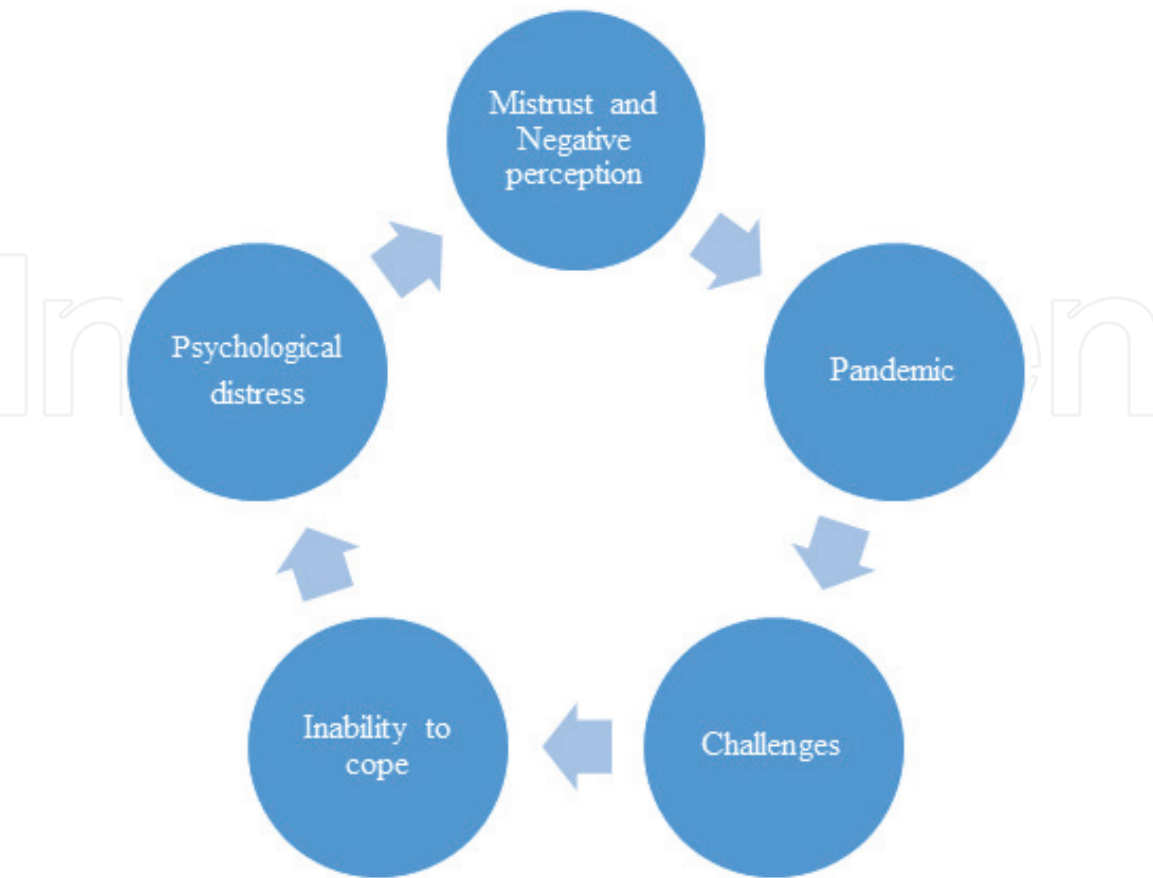 Mistrust and
Negative
perception
Pandemic
Challenges
Inability to
cope
Psychological
distress